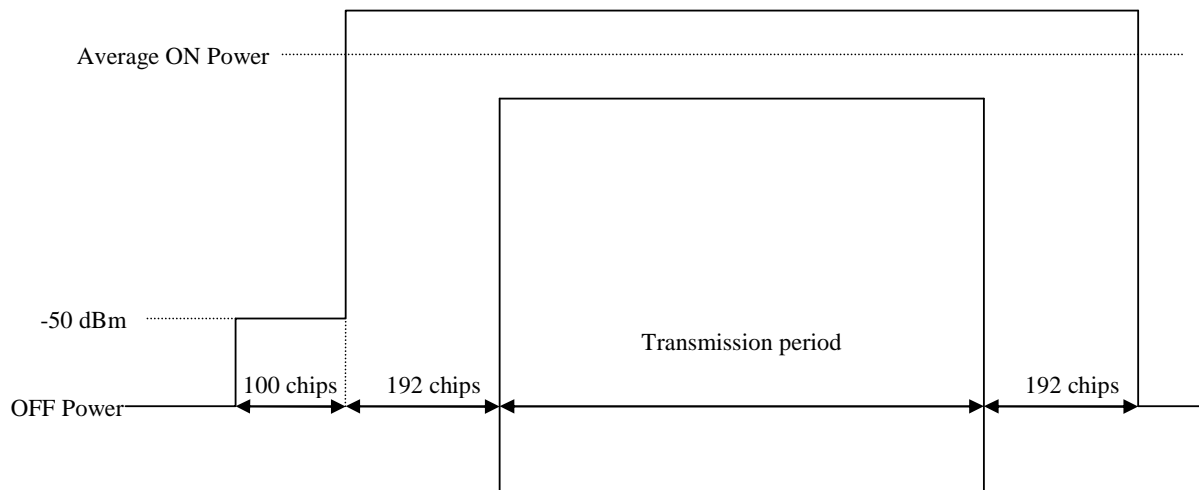 Average ON Power
-50 dBm
Transmission period
100 chips
192 chips
192 chips
OFF Power